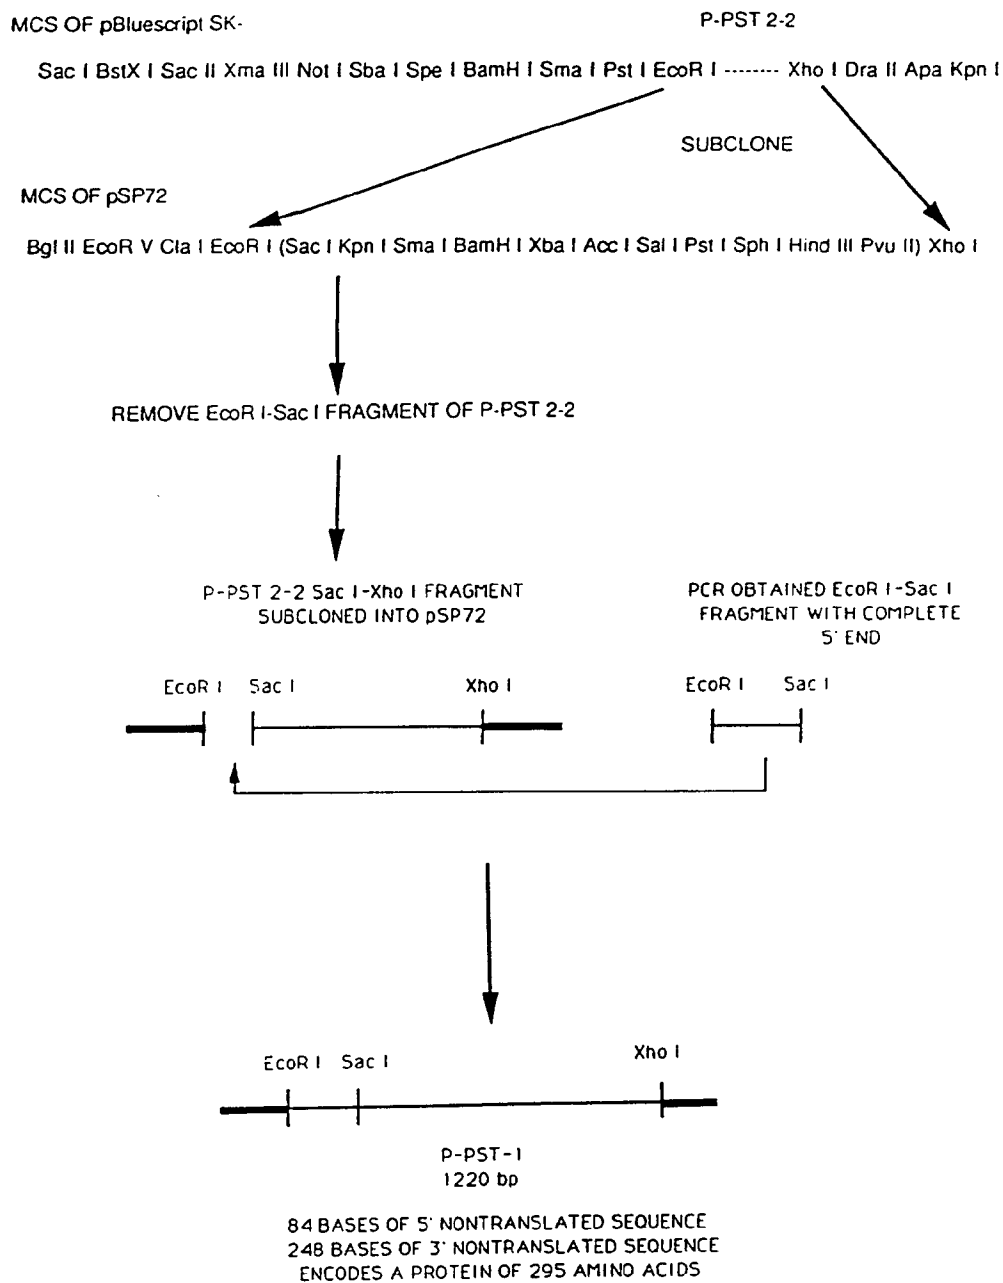 MCS OF pBluescript SK-
P-PST 2-2
Sac I BstX I Sac II Xma III Not I Sba I Spe I BamH I Sma I Pst I EcoR I -------- Xho I Dra II Apa Kpn I
SUBCLONE
MCS OF pSP72
Bgl II EcoR V Cla I EcoR I (Sac I Kpn I Sma I BamH I Xba I Acc I Sal I Pst I Sph I Hind III Pvu II) Xho I
REMOVE EcoR I-Sac I FRAGMENT OF P-PST 2-2
P-PST 2-2 Sac I-Xho I FRAGMENT
SUBCLONED INTO pSP72
PCR OBTAINED EcoR I-Sac I
FRAGMENT WITH COMPLETE
5' END
EcoR I Sac I Xho I
EcoR I Sac I
EcoR I Sac I Xho I
P-PST-1
1220 bp
84 BASES OF 5' NONTRANSLATED SEQUENCE
248 BASES OF 3' NONTRANSLATED SEQUENCE
ENCODES A PROTEIN OF 295 AMINO ACIDS